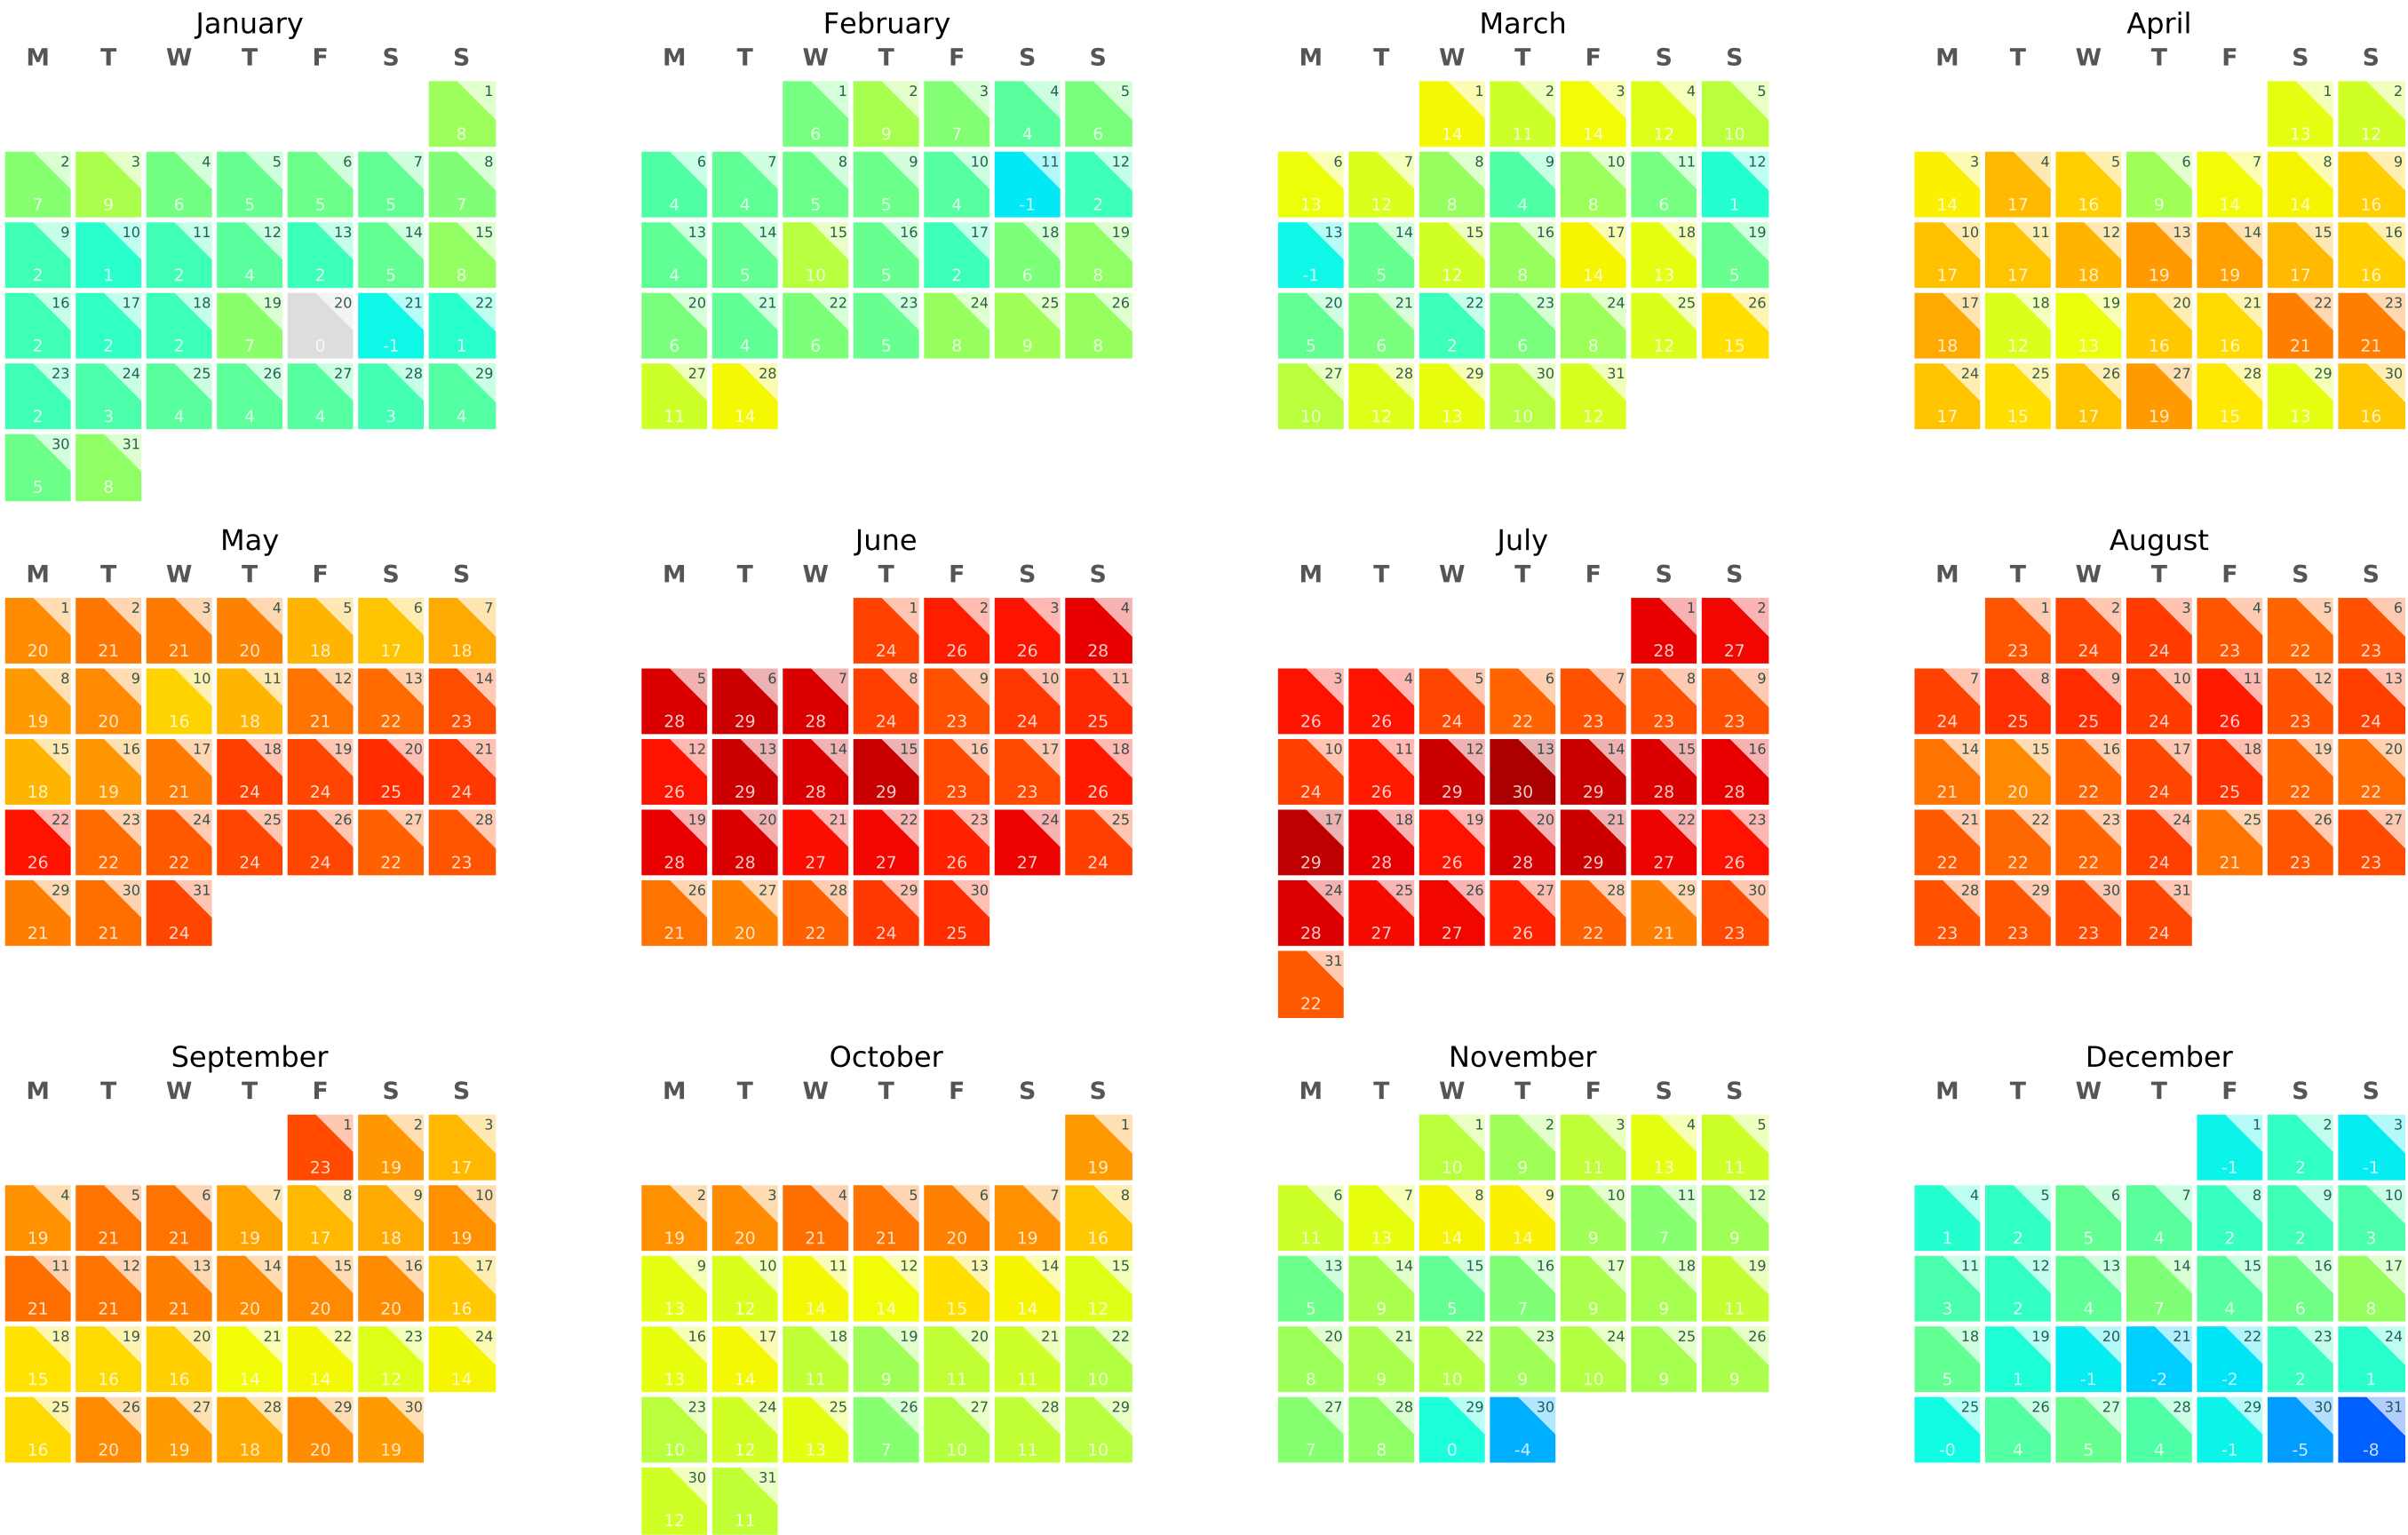 January February March April
M T W T F S S M T W T F S S M T W T F S S M T W T F S S
1 1 2 3 4 5 1 2 3 4 5 1 2
8 6 9 7 4 6 14 11 14 12 10 13 12
2 3 4 5 6 7 8 6 7 8 9 10 11 12 6 7 8 9 10 11 12 3 4 5 6 7 8 9
7 9 6 5 5 5 7 4 4 5 5 4 -1 2 13 12 8 4 8 6 1 14 17 16 9 14 14 16
9 10 11 12 13 14 15 13 14 15 16 17 18 19 13 14 15 16 17 18 19 10 11 12 13 14 15 16
2 1 2 4 2 5 8 4 5 10 5 2 6 8 -1 5 12 8 14 13 5 17 17 18 19 19 17 16
16 17 18 19 20 21 22 20 21 22 23 24 25 26 20 21 22 23 24 25 26 17 18 19 20 21 22 23
2 2 2 7 0 -1 1 6 4 6 5 8 9 8 5 6 2 6 8 12 15 18 12 13 16 16 21 21
23 24 25 26 27 28 29 27 28 27 28 29 30 31 24 25 26 27 28 29 30
2 3 4 4 4 3 4 11 14 10 12 13 10 12 17 15 17 19 15 13 16
30 31
5 8
May June July August
M T W T F S S M T W T F S S M T W T F S S M T W T F S S
1 2 3 4 5 6 7 1 2 3 4 1 2 1 2 3 4 5 6
20 21 21 20 18 17 18 24 26 26 28 28 27 23 24 24 23 22 23
8 9 10 11 12 13 14 5 6 7 8 9 10 11 3 4 5 6 7 8 9 7 8 9 10 11 12 13
19 20 16 18 21 22 23 28 29 28 24 23 24 25 26 26 24 22 23 23 23 24 25 25 24 26 23 24
15 16 17 18 19 20 21 12 13 14 15 16 17 18 10 11 12 13 14 15 16 14 15 16 17 18 19 20
18 19 21 24 24 25 24 26 29 28 29 23 23 26 24 26 29 30 29 28 28 21 20 22 24 25 22 22
22 23 24 25 26 27 28 19 20 21 22 23 24 25 17 18 19 20 21 22 23 21 22 23 24 25 26 27
26 22 22 24 24 22 23 28 28 27 27 26 27 24 29 28 26 28 29 27 26 22 22 22 24 21 23 23
29 30 31 26 27 28 29 30 24 25 26 27 28 29 30 28 29 30 31
21 21 24 21 20 22 24 25 28 27 27 26 22 21 23 23 23 23 24
31
22
September October November December
M T W T F S S M T W T F S S M T W T F S S M T W T F S S
1 2 3 1 1 2 3 4 5 1 2 3
23 19 17 19 10 9 11 13 11 -1 2 -1
4 5 6 7 8 9 10 2 3 4 5 6 7 8 6 7 8 9 10 11 12 4 5 6 7 8 9 10
19 21 21 19 17 18 19 19 20 21 21 20 19 16 11 13 14 14 9 7 9 1 2 5 4 2 2 3
11 12 13 14 15 16 17 9 10 11 12 13 14 15 13 14 15 16 17 18 19 11 12 13 14 15 16 17
21 21 21 20 20 20 16 13 12 14 14 15 14 12 5 9 5 7 9 9 11 3 2 4 7 4 6 8
18 19 20 21 22 23 24 16 17 18 19 20 21 22 20 21 22 23 24 25 26 18 19 20 21 22 23 24
15 16 16 14 14 12 14 13 14 11 9 11 11 10 8 9 10 9 10 9 9 5 1 -1 -2 -2 2 1
25 26 27 28 29 30 23 24 25 26 27 28 29 27 28 29 30 25 26 27 28 29 30 31
16 20 19 18 20 19 10 12 13 7 10 11 10 7 8 0 -4 -0 4 5 4 -1 -5 -8
30 31
12 11